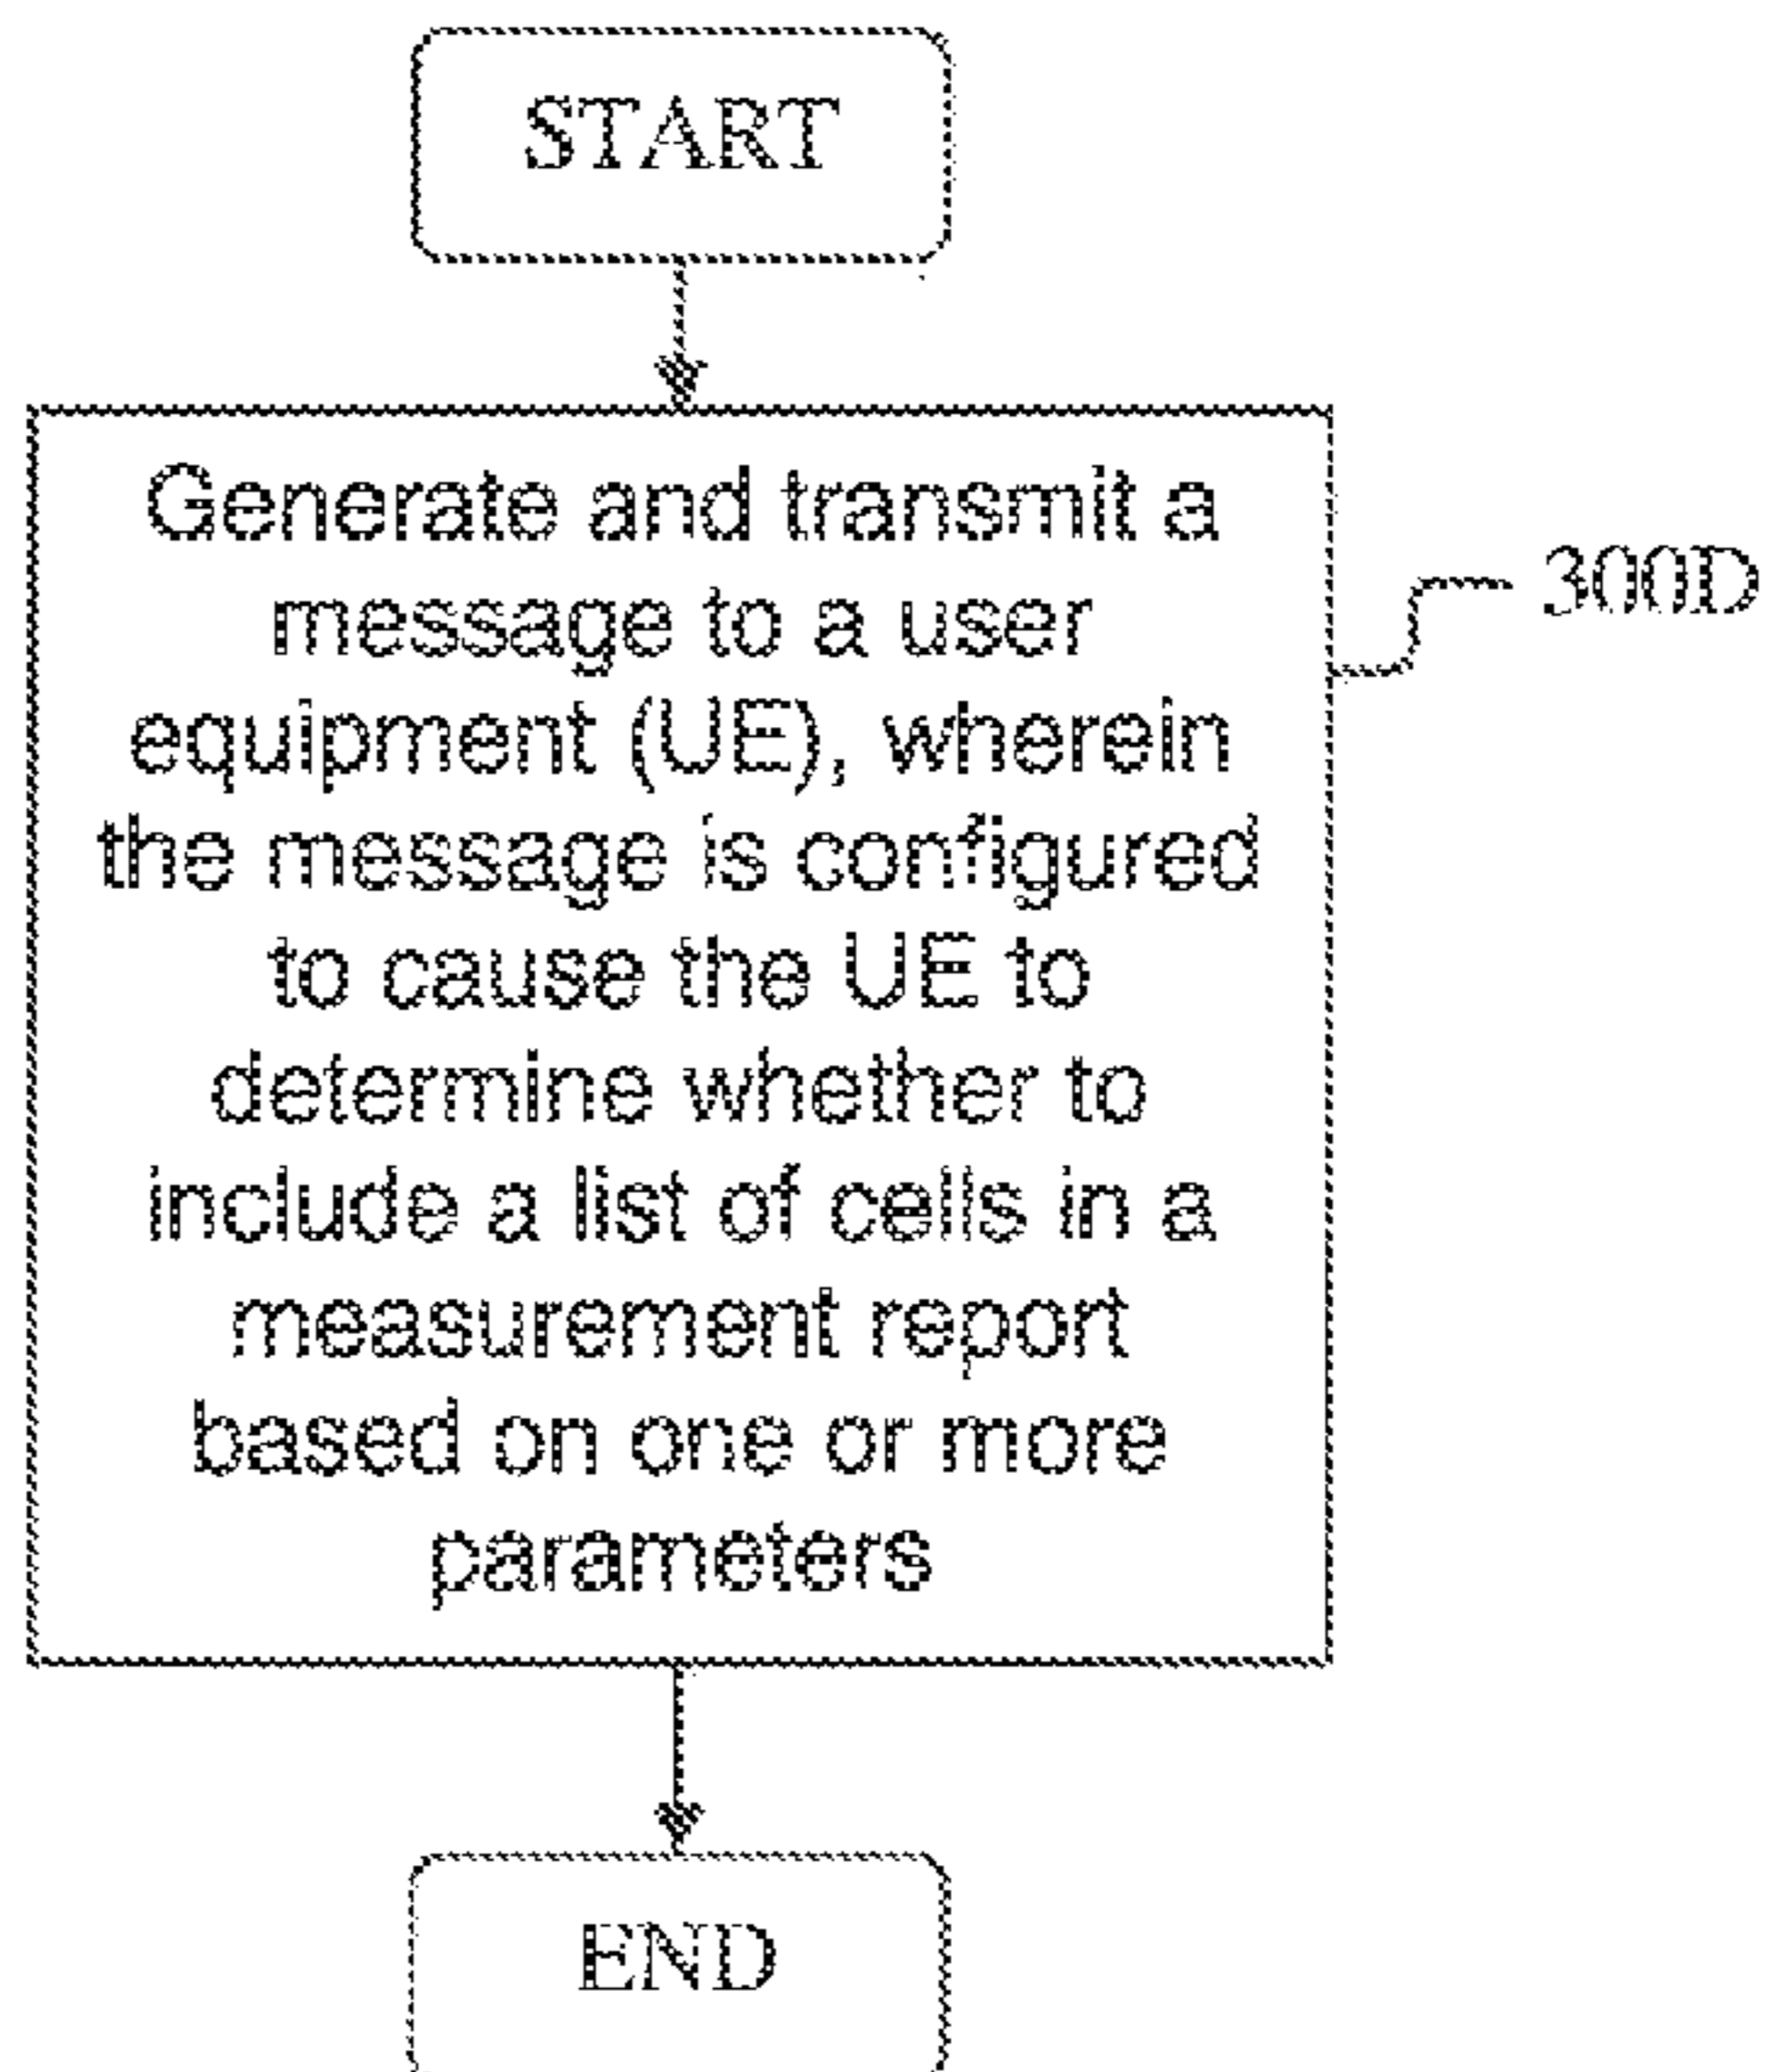 START
Generate and transmit a
message to a user
equipment (UE), wherein
the message is configured
to cause the UE to
determine whether to
include a list of cells in a
measurement report
based on one or more
parameters
300D
END